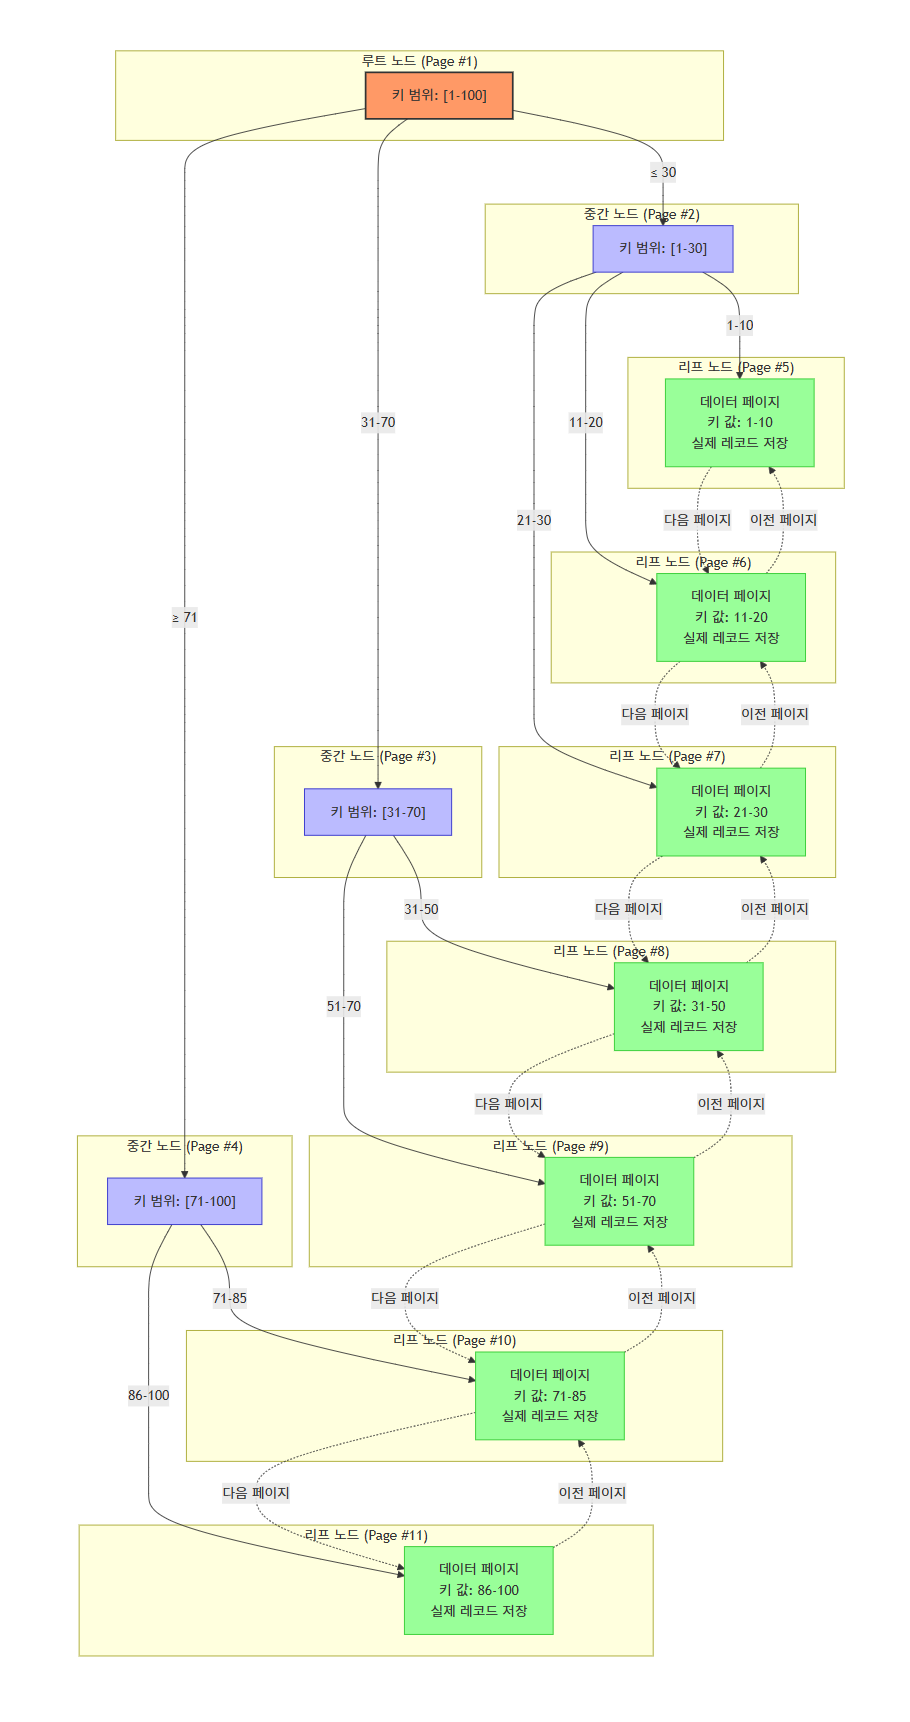 루트 노드 (Page #1)
키 범위: [1-100]
≤ 30
중간 노드 (Page #2)
키 범위: [1-30]
1-10
리프 노드 (Page #5)
데이터 페이지
키 값: 1-10
실제 레코드 저장
31-70
11-20
21-30
다음 페이지
이전 페이지
리프 노드 (Page #6)
데이터 페이지
키 값: 11-20
실제 레코드 저장
≥ 71
다음 페이지
이전 페이지
중간 노드 (Page #3)
키 범위: [31-70]
리프 노드 (Page #7)
데이터 페이지
키 값: 21-30
실제 레코드 저장
31-50
다음 페이지
이전 페이지
리프 노드 (Page #8)
데이터 페이지
키 값: 31-50
실제 레코드 저장
51-70
다음 페이지
이전 페이지
중간 노드 (Page #4)
키 범위: [71-100]
리프 노드 (Page #9)
데이터 페이지
키 값: 51-70
실제 레코드 저장
71-85
다음 페이지
이전 페이지
리프 노드 (Page #10)
데이터 페이지
키 값: 71-85
실제 레코드 저장
86-100
다음 페이지
이전 페이지
리프 노드 (Page #11)
데이터 페이지
키 값: 86-100
실제 레코드 저장